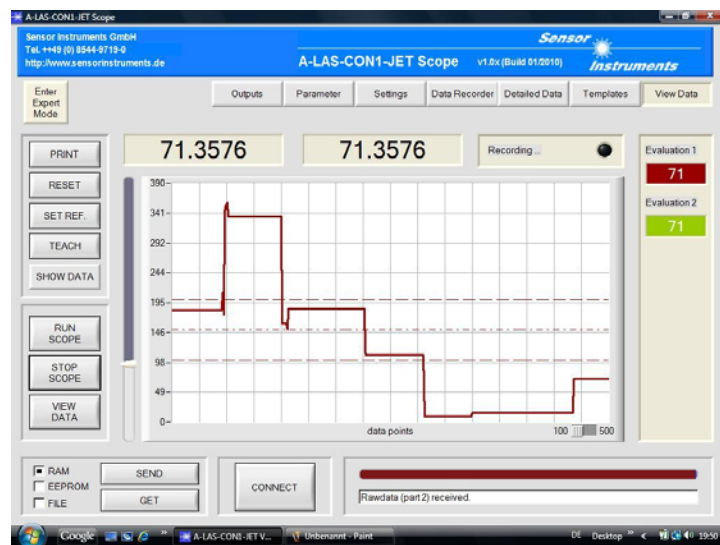 A-LAS-CON1-JET Scope
Sensor Instruments GmbH
Tel. ++49 (0) 8544-9719-0
http://www.sensorinstruments.de
A-LAS-CON1-JET Scope v1.0x (Build 01/2010)
Sensor
Instruments
Enter
Expert
Mode
Outputs
Parameter
Settings
Data Recorder
Detailed Data
Templates
View Data
PRINT
RESET
SET REF.
TEACH
SHOW DATA
RUN
SCOPE
STOP
SCOPE
VIEW
DATA
71.3576
71.3576
Recording ...
Evaluation 1
71
Evaluation 2
71
390-
341-
292-
244-
195-
146-
98-
49-
0-
data points
100 500
RAM
EEPROM
FILE
SEND
GET
CONNECT
Rawdata (part 2) received.
Google
A-LAS-CON1-JET V...
Unbenannt - Paint
DE Desktop
19:50